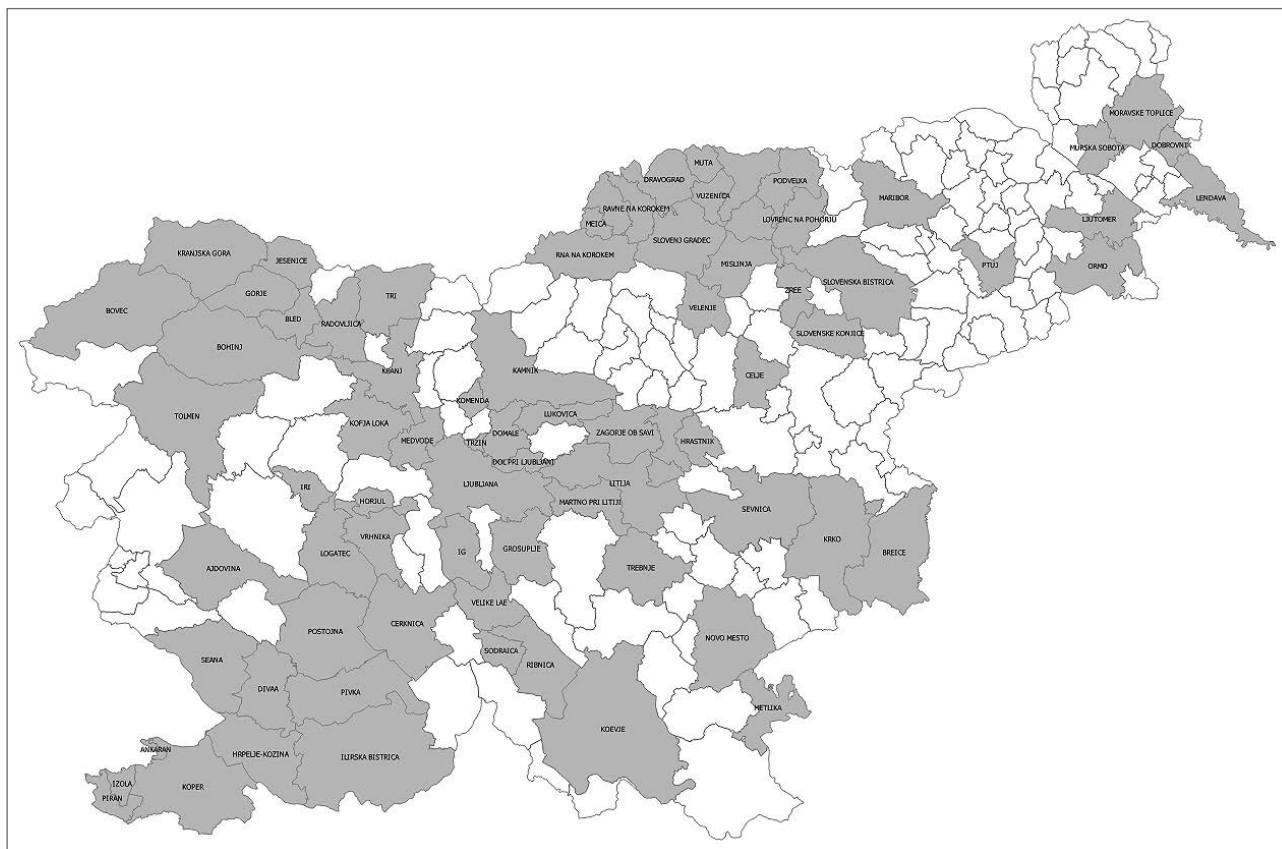 MORAVSKE TOPLICE
MURSKA SOBOTA
DOBROVNIK
MUTA
DRAVOGRAD
PODVELKA
VUZENICA
MARIBOR
LENDAVA
RAVNE NA KOROKEM
MEICA
LOVRENC NA POHORJU
LJUTOMER
SLOVENJ GRADEC
KRANJSKA GORA
JESENICE
RNA NA KOROKEM
MISLINJA
PTUJ
ORMO
GORJE
TRI
ZREE
SLOVENSKA BISTRICA
BOVEC
BLED
RADOVLJICA
VELENJE
SLOVENSKE KONJICE
BOHINJ
KRANJ
KAMNIK
CELJE
KOMENDA
TOLMIN
LUKOVICA
KOFJA LOKA
MEDVODE
TRZIN
DOMALE
ZAGORJE OB SAVI
HRASTNIK
DOL PRI LJUBLJANI
IRI
LJUBLJANA
LITIJA
HORJUL
MARTNO PRI LITIJI
SEVNICA
VRHNIKA
KRKO
LOGATEC
IG
GROSUPLJE
BREICE
AJDOVINA
TREBNJE
VELIKE LAE
CERKNICA
POSTOJNA
NOVO MESTO
SODRAICA
RIBNICA
SEANA
DIVAA
PIVKA
METLIKA
KOEVJE
ANKARAN
HRPELJE-KOZINA
ILIRSKA BISTRICA
IZOLA
KOPER
PIRAN